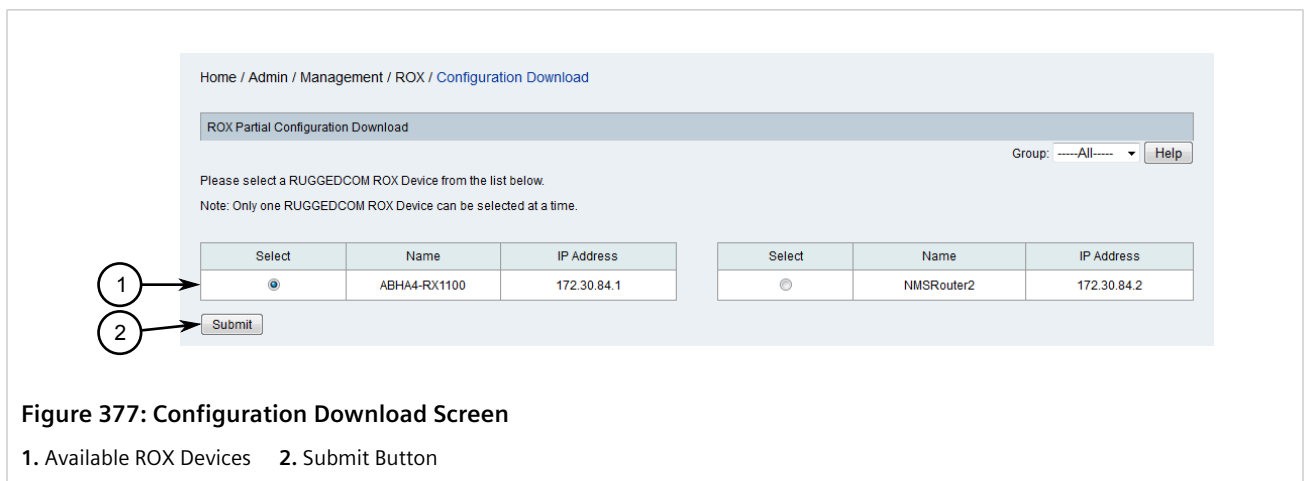 Home / Admin / Management / ROX / Configuration Download
ROX Partial Configuration Download
Group: -----All----- Help
Please select a RUGGEDCOM ROX Device from the list below.
Note: Only one RUGGEDCOM ROX Device can be selected at a time.
Select Name IP Address Select Name IP Address
1 ABHA4-RX1100 172.30.84.1 NMSRouter2 172.30.84.2
2 Submit
Figure 377: Configuration Download Screen
1. Available ROX Devices 2. Submit Button